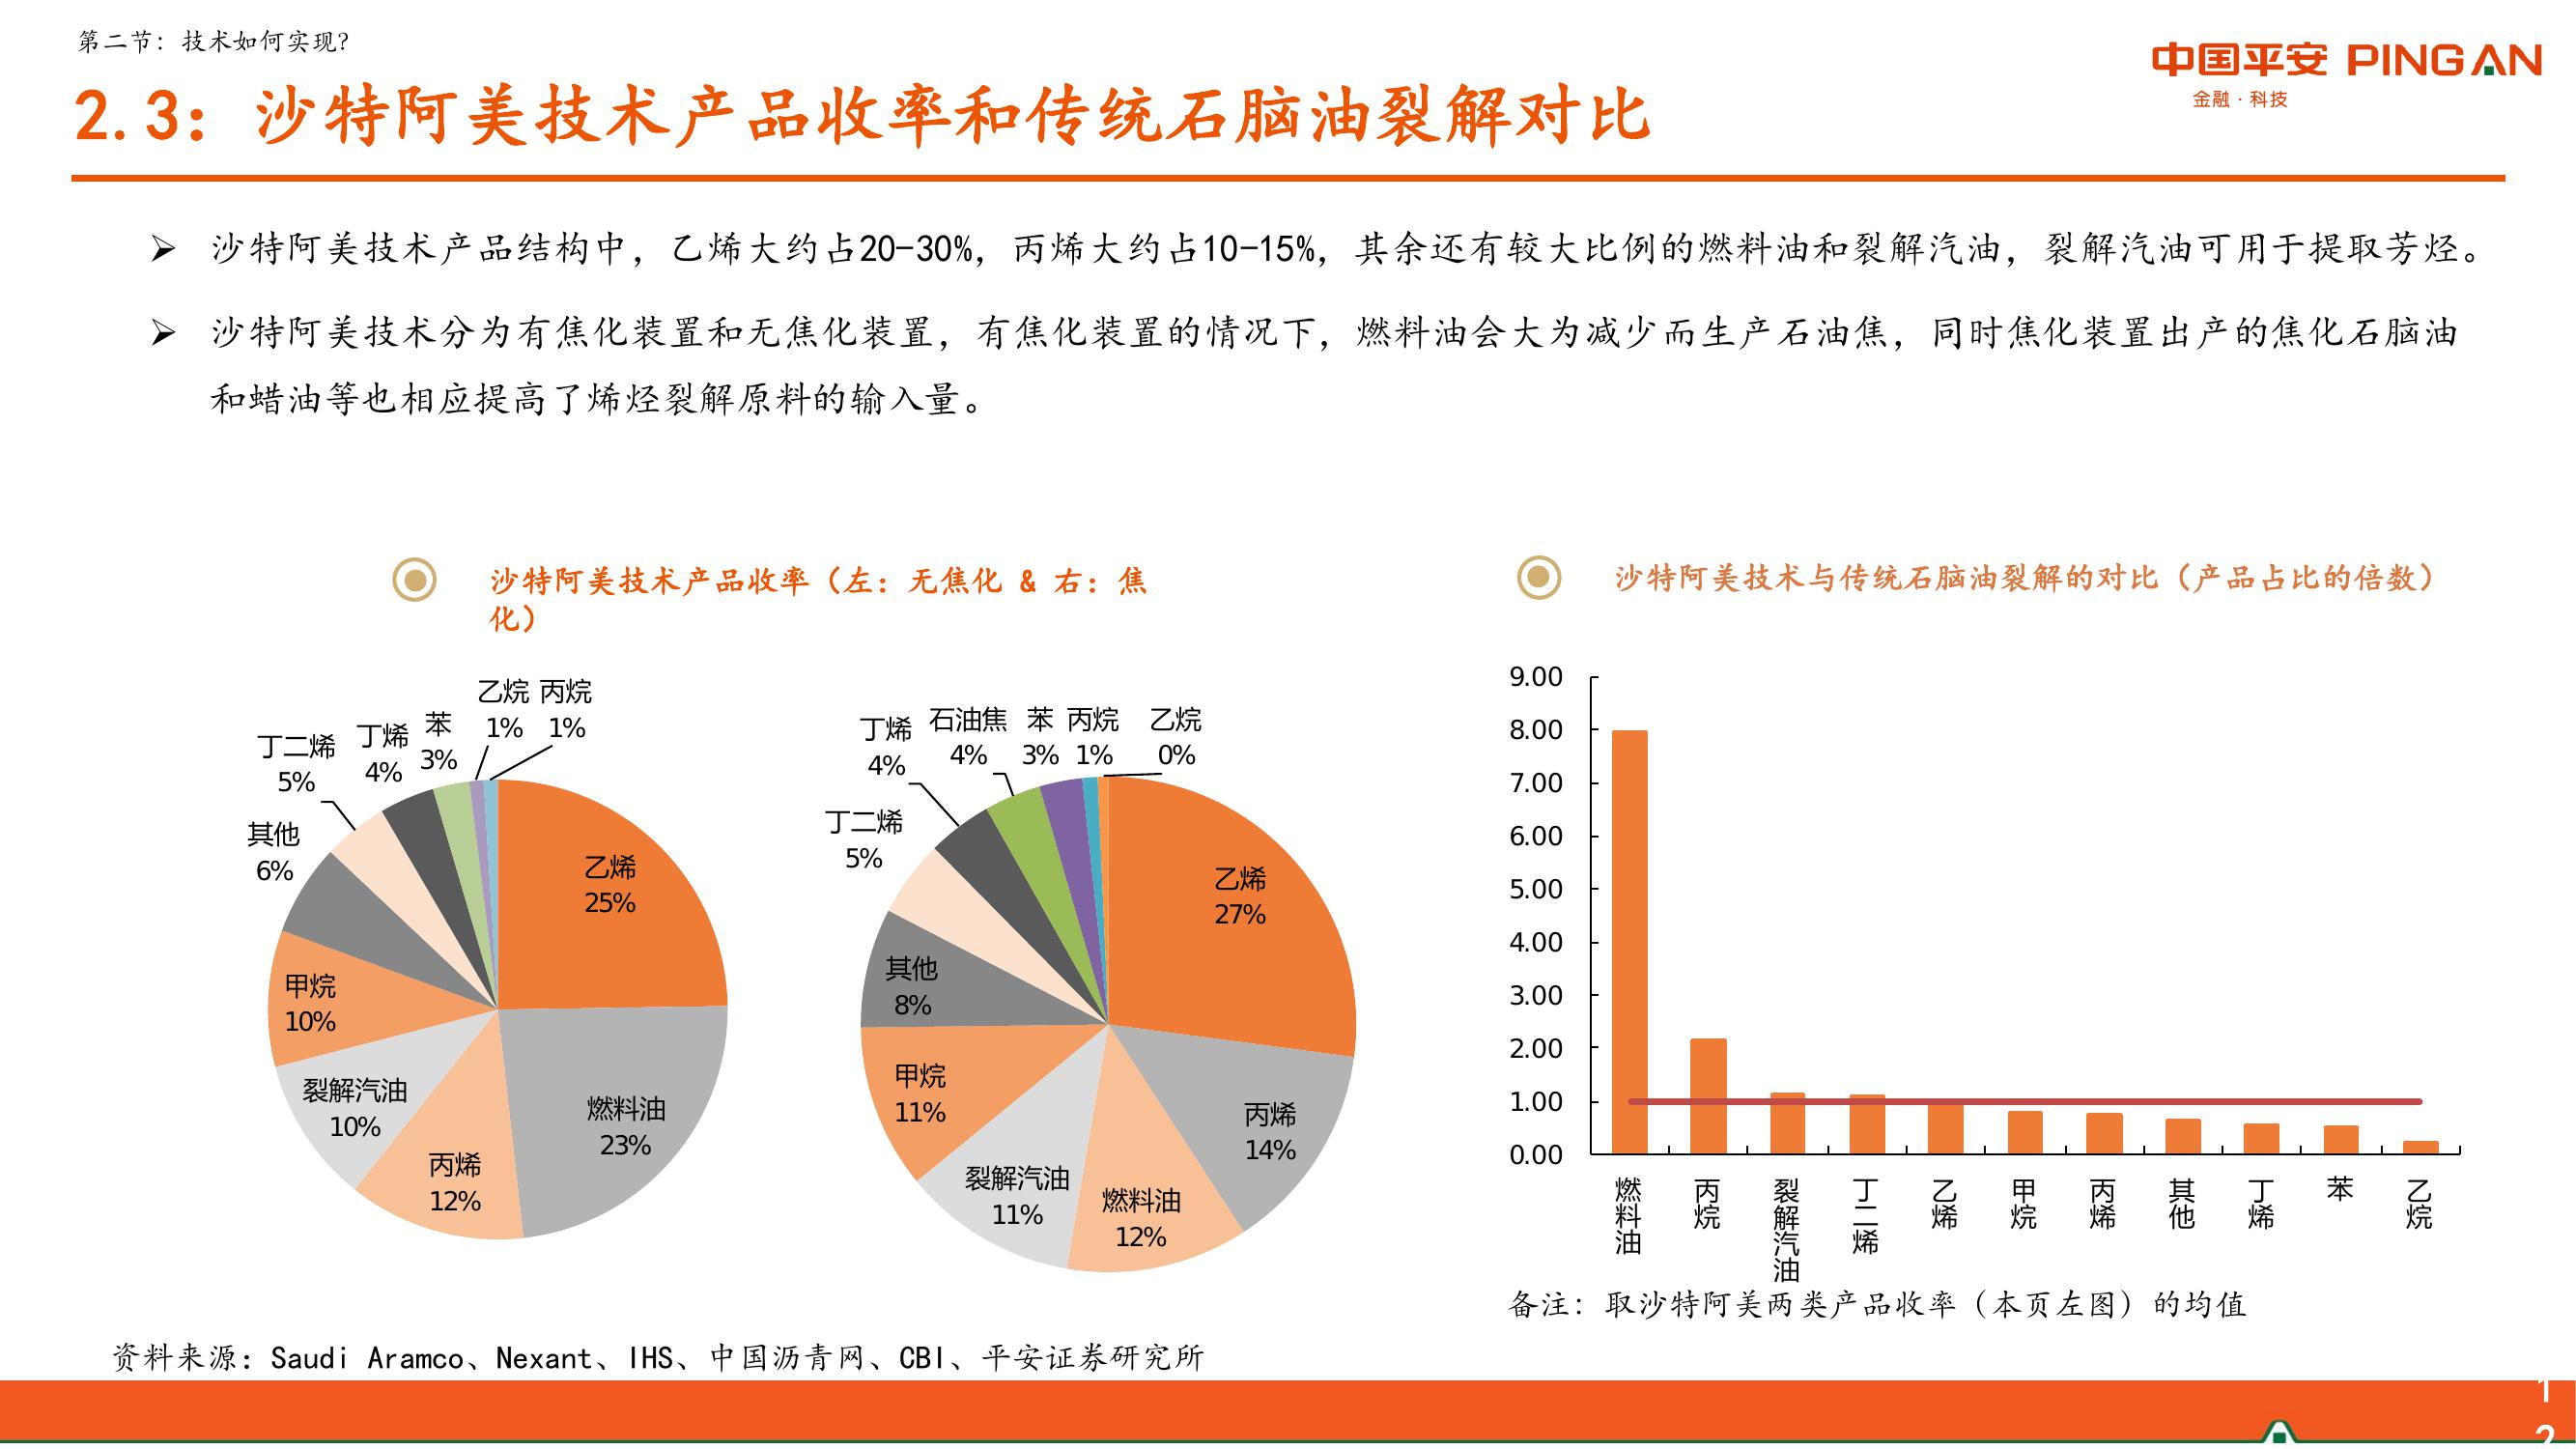 第二节：技术如何实现？
中国平安 PINGAN
金融·科技
2.3：沙特阿美技术产品收率和传统石脑油裂解对比
➢ 沙特阿美技术产品结构中，乙烯大约占20-30%，丙烯大约占10-15%，其余还有较大比例的燃料油和裂解汽油，裂解汽油可用于提取芳烃。
➢ 沙特阿美技术分为有焦化装置和无焦化装置，有焦化装置的情况下，燃料油会大为减少而生产石油焦，同时焦化装置出产的焦化石脑油
和蜡油等也相应提高了烯烃裂解原料的输入量。
沙特阿美技术产品收率（左：无焦化 & 右：焦
化）
乙烷
1%
丙烷
1%
苯
3%
丁烯
4%
丁二烯
5%
其他
6%
甲烷
10%
裂解汽油
10%
丙烯
12%
燃料油
23%
乙烯
25%
丁烯
4%
石油焦
4%
苯
3%
丙烷
1%
乙烷
0%
丁二烯
5%
其他
8%
甲烷
11%
裂解汽油
11%
燃料油
12%
丙烯
14%
乙烯
27%
沙特阿美技术与传统石脑油裂解的对比（产品占比的倍数）
9.00
8.00
7.00
6.00
5.00
4.00
3.00
2.00
1.00
0.00
燃料油
丙烷
裂解汽油
丁二烯
乙烯
甲烷
丙烯
其他
丁烯
苯
乙烷
备注：取沙特阿美两类产品收率（本页左图）的均值
资料来源：Saudi Aramco、Nexant、IHS、中国沥青网、CBI、平安证券研究所
1
2